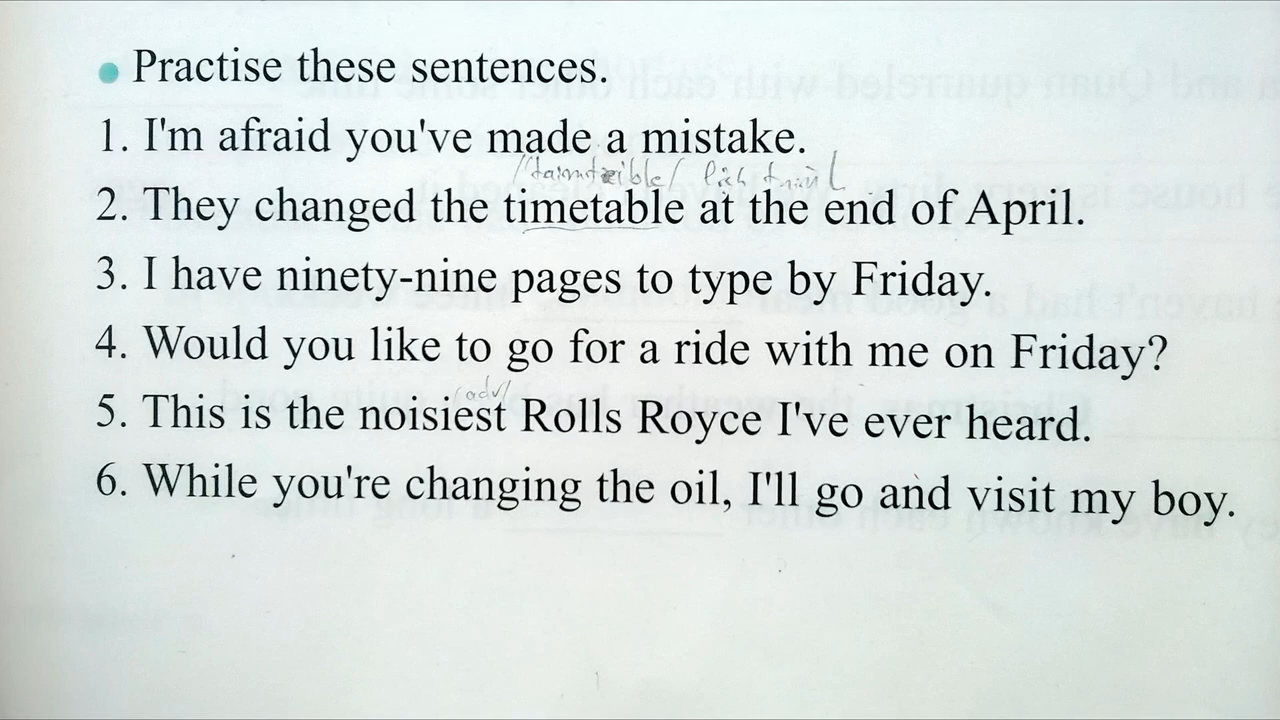 • Practise these sentences.
1. I'm afraid you've made a mistake.
2. They changed the timetable at the end of April.
3. I have ninety-nine pages to type by Friday.
4. Would you like to go for a ride with me on Friday?
(adv)
5. This is the noisiest Rolls Royce I've ever heard.
6. While you're changing the oil, I'll go and visit my boy.